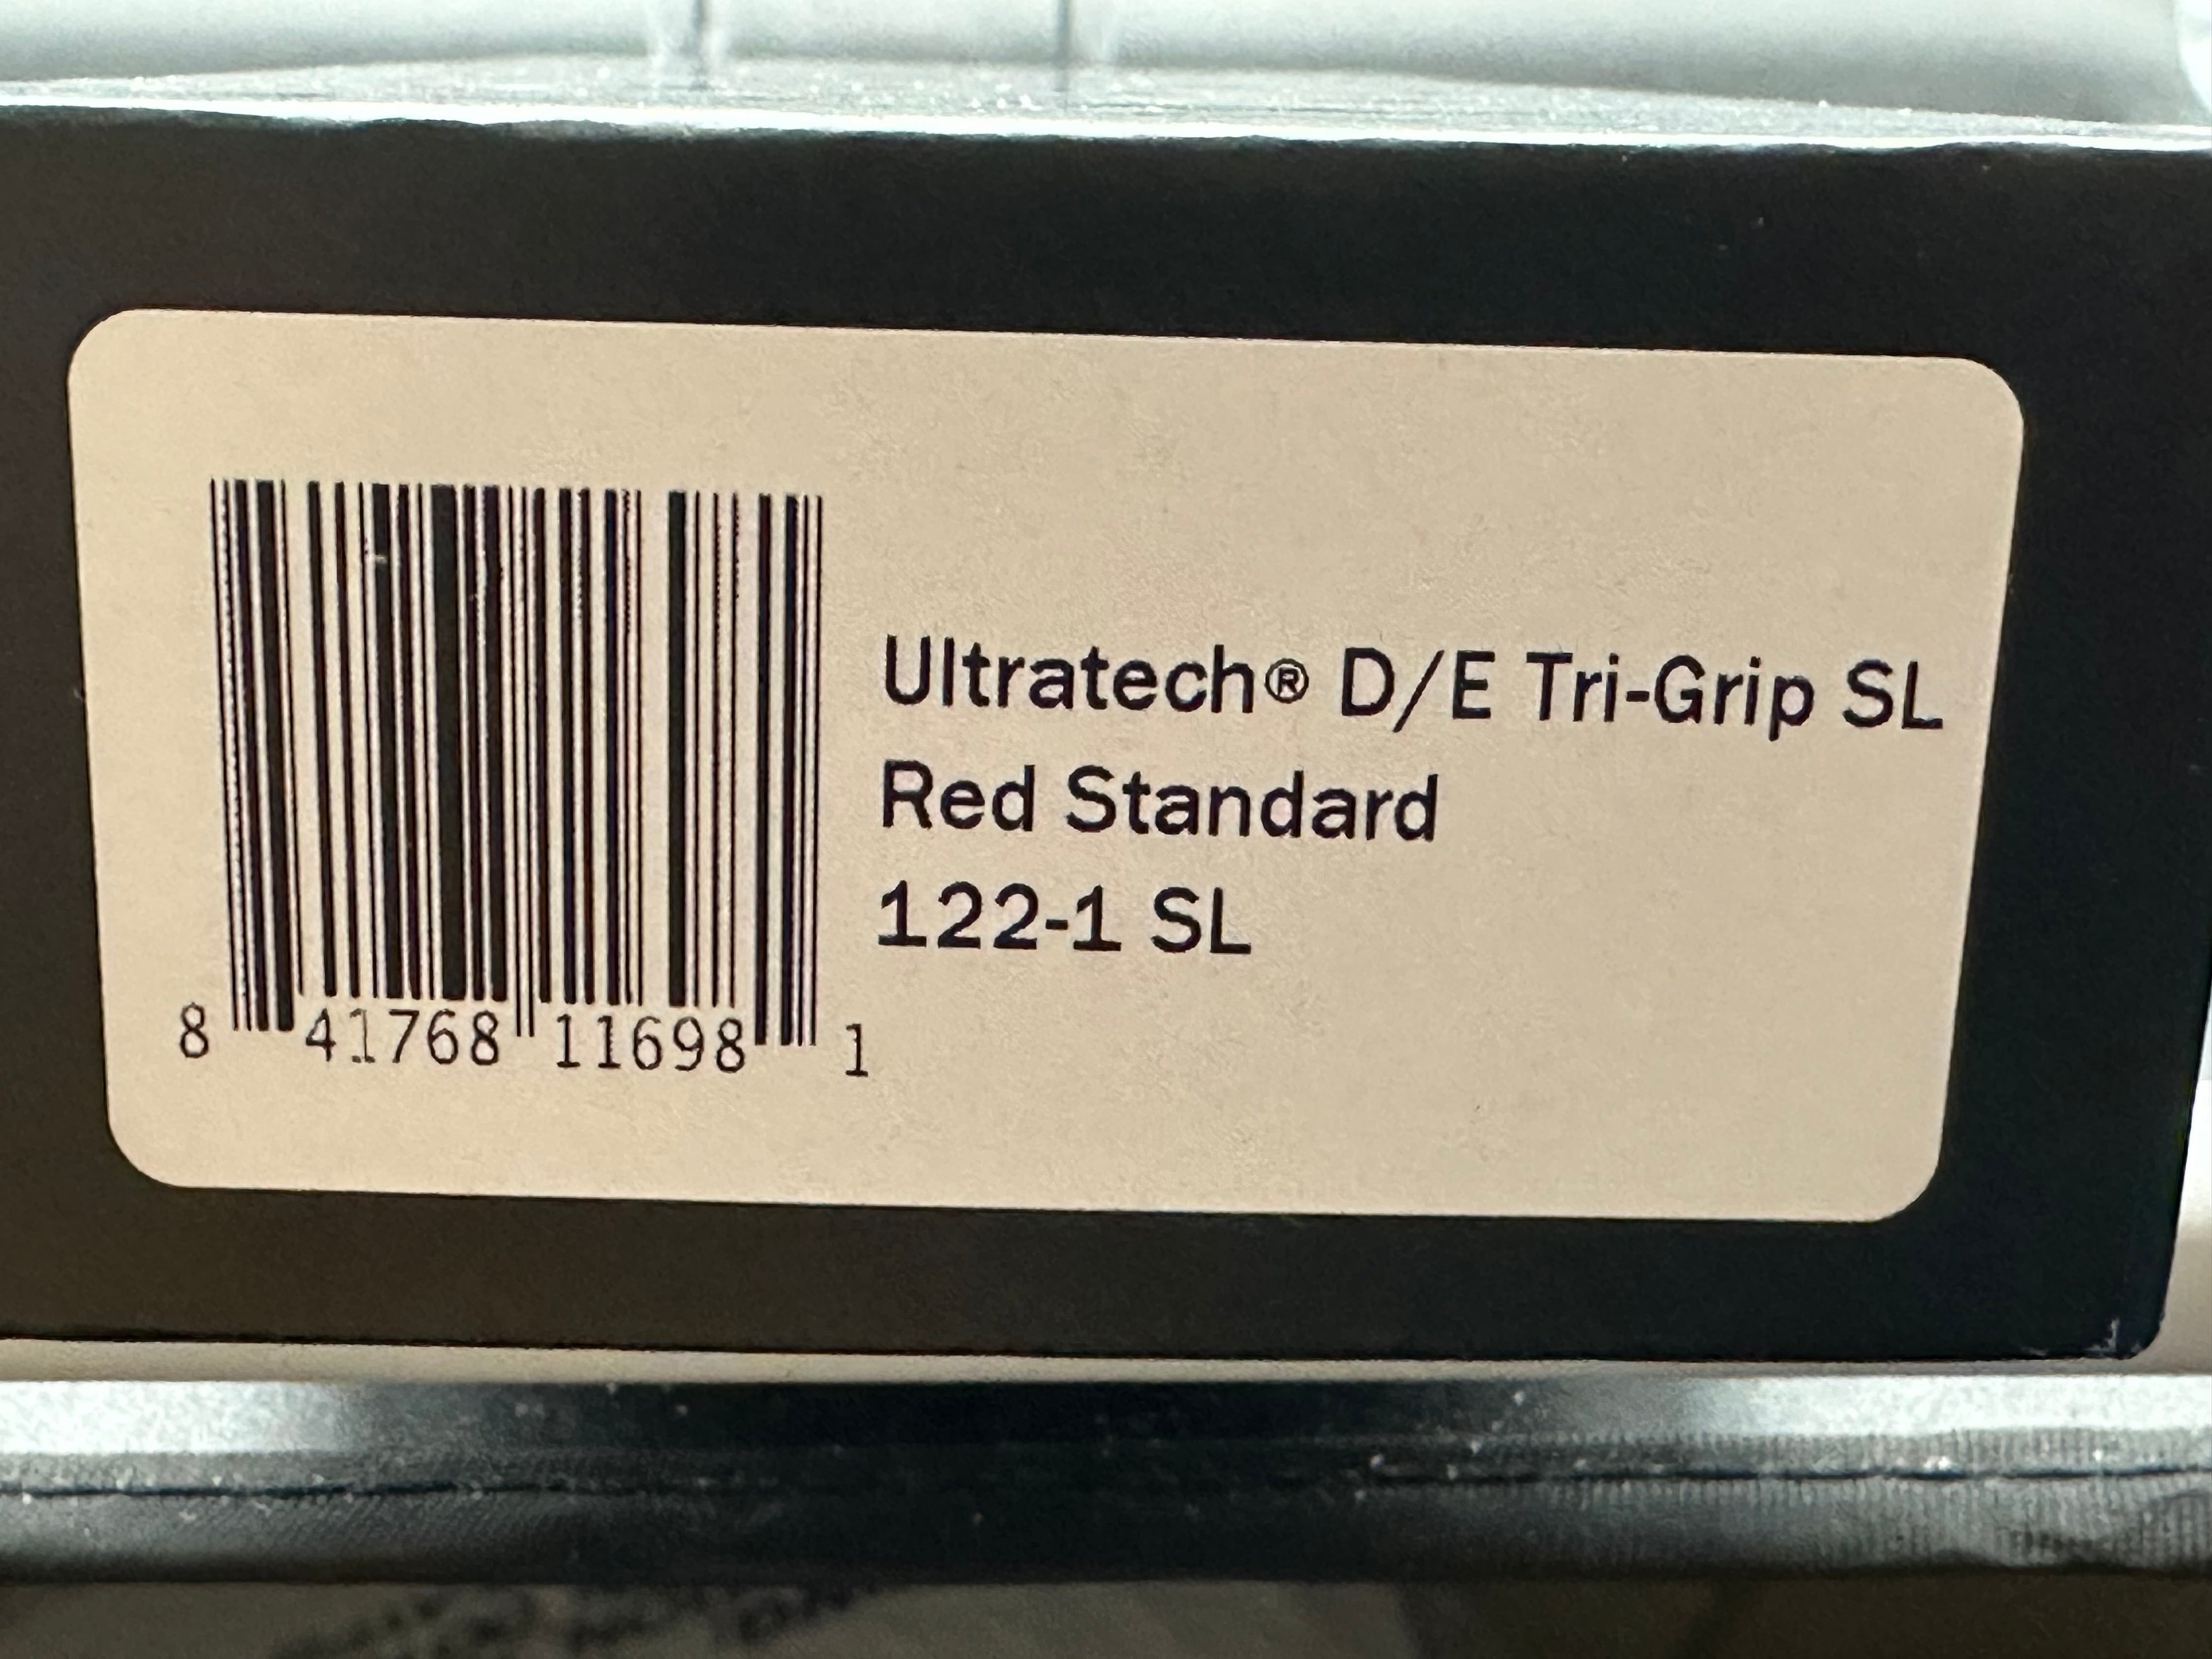 Ultratech® D/E Tri-Grip SL
Red Standard
122-1 SL
8 41768 11698 1